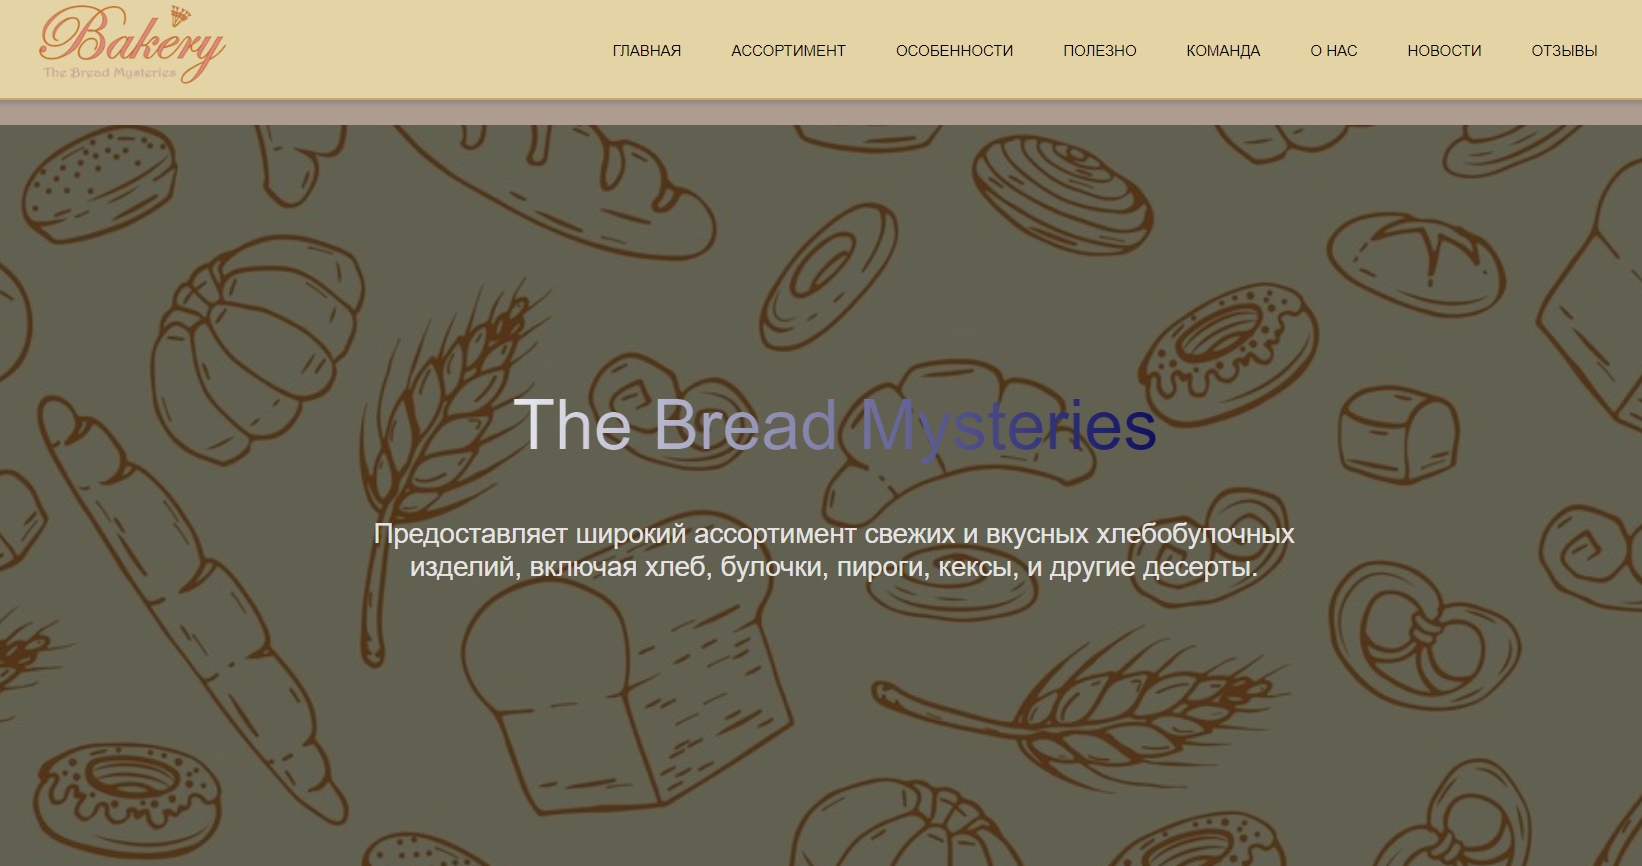 Bakery
The Bread Mysteries
ГЛАВНАЯ АССОРТИМЕНТ ОСОБЕННОСТИ ПОЛЕЗНО КОМАНДА О НАС НОВОСТИ ОТЗЫВЫ
The Bread Mysteries
Предоставляет широкий ассортимент свежих и вкусных хлебобулочных
изделий, включая хлеб, булочки, пироги, кексы, и другие десерты.